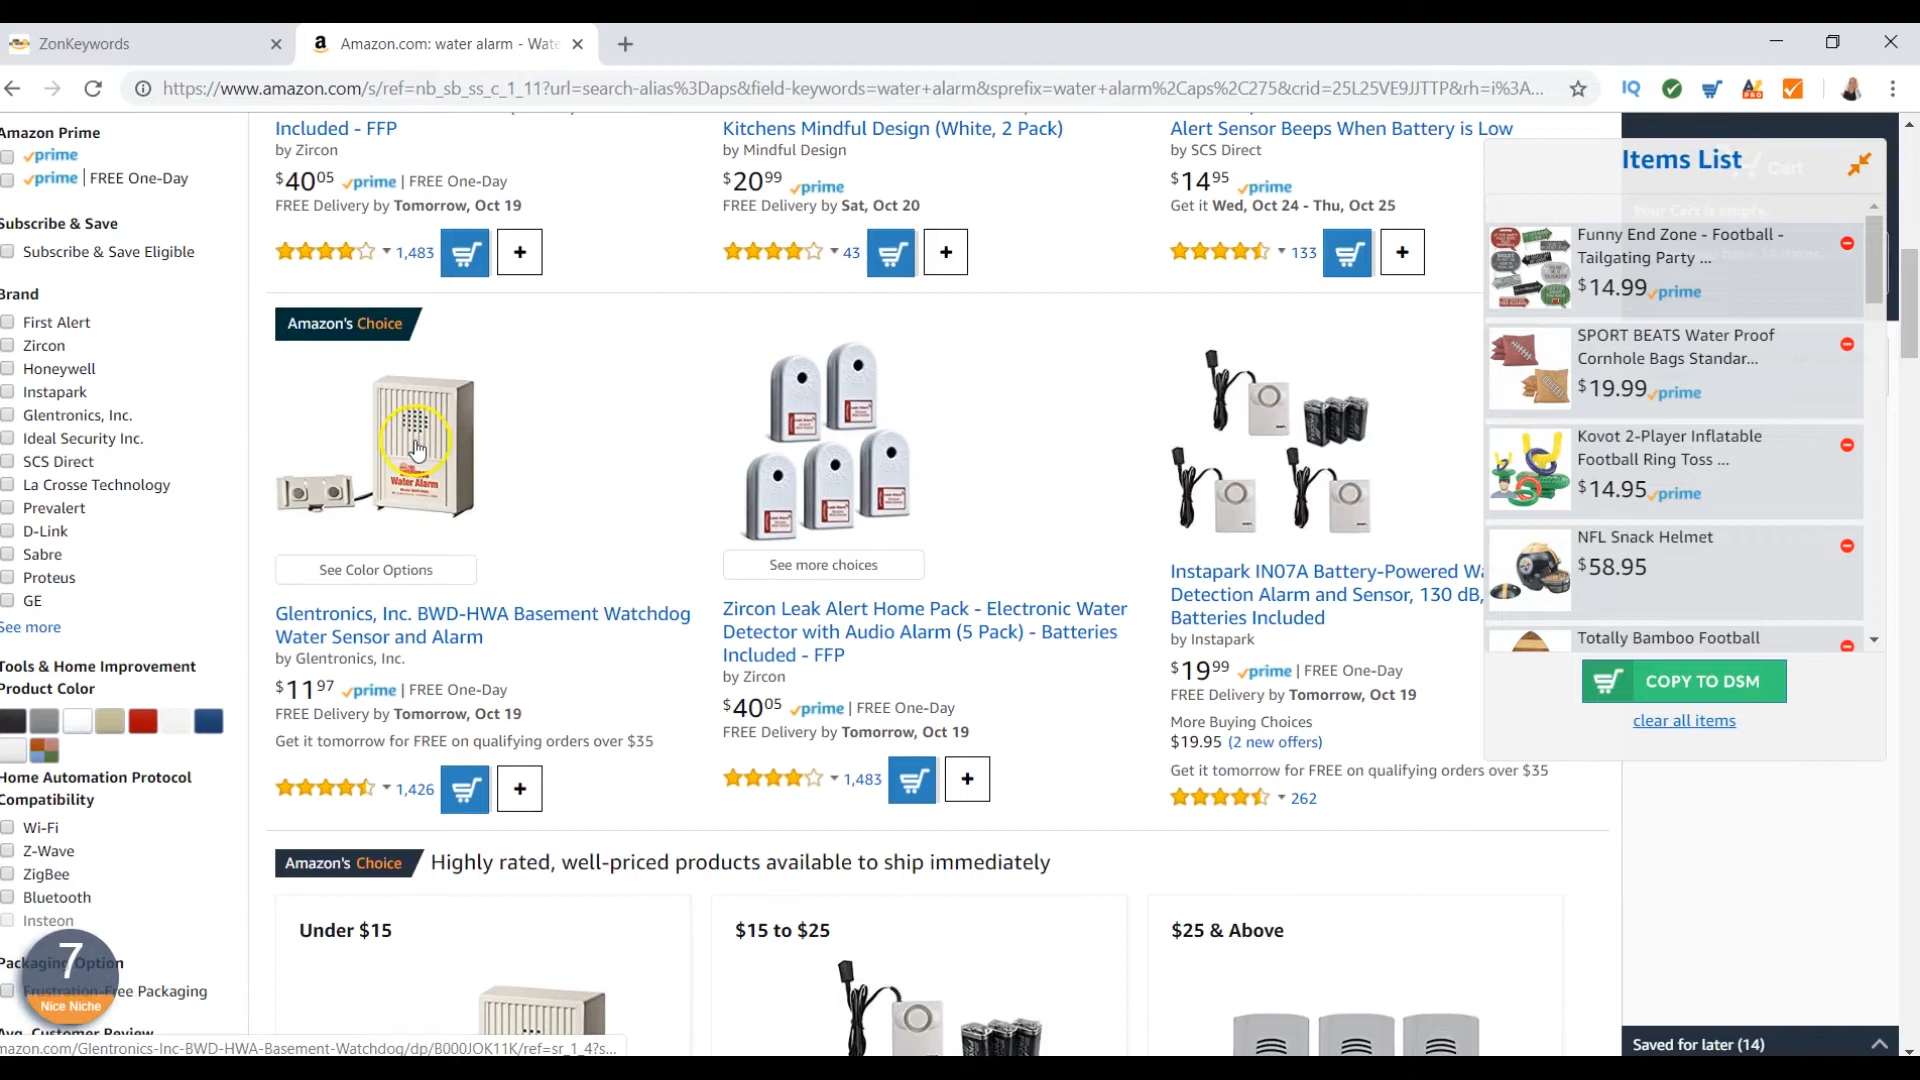 ZonKeywords
Amazon.com: water alarm - Wate
https://www.amazon.com/s/ref=nb_sb_ss_c_1_11?url=search-alias%3Daps&field-keywords=water+alarm&sprefix=water+alarm%2Caps%2C275&crid=25L25VE9JJTTP&rh=i%3A...
IQ
Amazon Prime
prime
prime | FREE One-Day
Subscribe & Save
Subscribe & Save Eligible
Brand
First Alert
Zircon
Honeywell
Instapark
Glentronics, Inc.
Ideal Security Inc.
SCS Direct
La Crosse Technology
Prevalert
D-Link
Sabre
Proteus
GE
See more
Tools & Home Improvement
Product Color
Home Automation Protocol
Compatibility
Wi-Fi
Z-Wave
ZigBee
Bluetooth
Insteon
Packaging Option
Frustration-Free Packaging
Avg. Customer Review
7
Nice Niche
Included - FFP
by Zircon
$40 05 prime | FREE One-Day
FREE Delivery by Tomorrow, Oct 19
1,483
Kitchens Mindful Design (White, 2 Pack)
by Mindful Design
$20 99 prime
FREE Delivery by Sat, Oct 20
43
Alert Sensor Beeps When Battery is Low
by SCS Direct
$14 95 prime
Get it Wed, Oct 24 - Thu, Oct 25
133
Amazon's Choice
Water Alarm
See Color Options
Glentronics, Inc. BWD-HWA Basement Watchdog
Water Sensor and Alarm
by Glentronics, Inc.
$11 97 prime | FREE One-Day
FREE Delivery by Tomorrow, Oct 19
Get it tomorrow for FREE on qualifying orders over $35
1,426
See more choices
Zircon Leak Alert Home Pack - Electronic Water
Detector with Audio Alarm (5 Pack) - Batteries
Included - FFP
by Zircon
$40 05 prime | FREE One-Day
FREE Delivery by Tomorrow, Oct 19
1,483
Instapark IN07A Battery-Powered Wa
Detection Alarm and Sensor, 130 dB,
Batteries Included
by Instapark
$19 99 prime | FREE One-Day
FREE Delivery by Tomorrow, Oct 19
More Buying Choices
$19.95 (2 new offers)
Get it tomorrow for FREE on qualifying orders over $35
262
Amazon's Choice Highly rated, well-priced products available to ship immediately
Under $15
$15 to $25
$25 & Above
Items List
Cart
Your Cart is empty.
Funny End Zone - Football -
Tailgating Party ...
$14.99 prime
SPORT BEATS Water Proof
Cornhole Bags Standar...
$19.99 prime
Kovot 2-Player Inflatable
Football Ring Toss ...
$14.95 prime
NFL Snack Helmet
$58.95
Totally Bamboo Football
COPY TO DSM
clear all items
Saved for later (14)
mazon.com/Glentronics-Inc-BWD-HWA-Basement-Watchdog/dp/B000JOK11K/ref=sr_1_4?s...